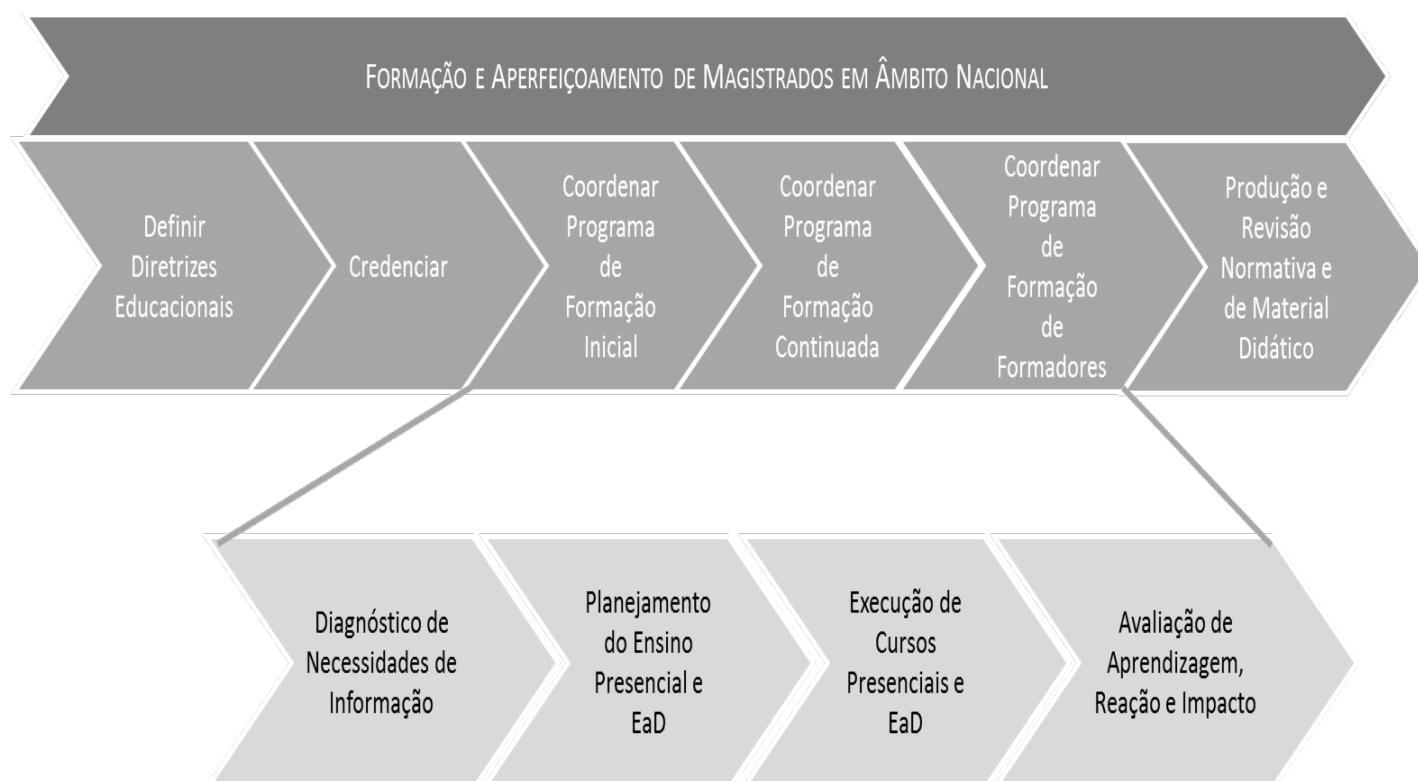 FORMAÇÃO E APERFEIÇOAMENTO DE MAGISTRADOS EM ÂMBITO NACIONAL
Definir
Diretrizes
Educacionais
Credenciar
Coordenar
Programa
de
Formação
Inicial
Coordenar
Programa
de
Formação
Continuada
Coordenar
Programa
de
Formação
de
Formadores
Produção e
Revisão
Normativa e
de Material
Didático
Diagnóstico de
Necessidades de
Informação
Planejamento
do Ensino
Presencial e
EaD
Execução de
Cursos
Presenciais e
EaD
Avaliação de
Aprendizagem,
Reação e Impacto